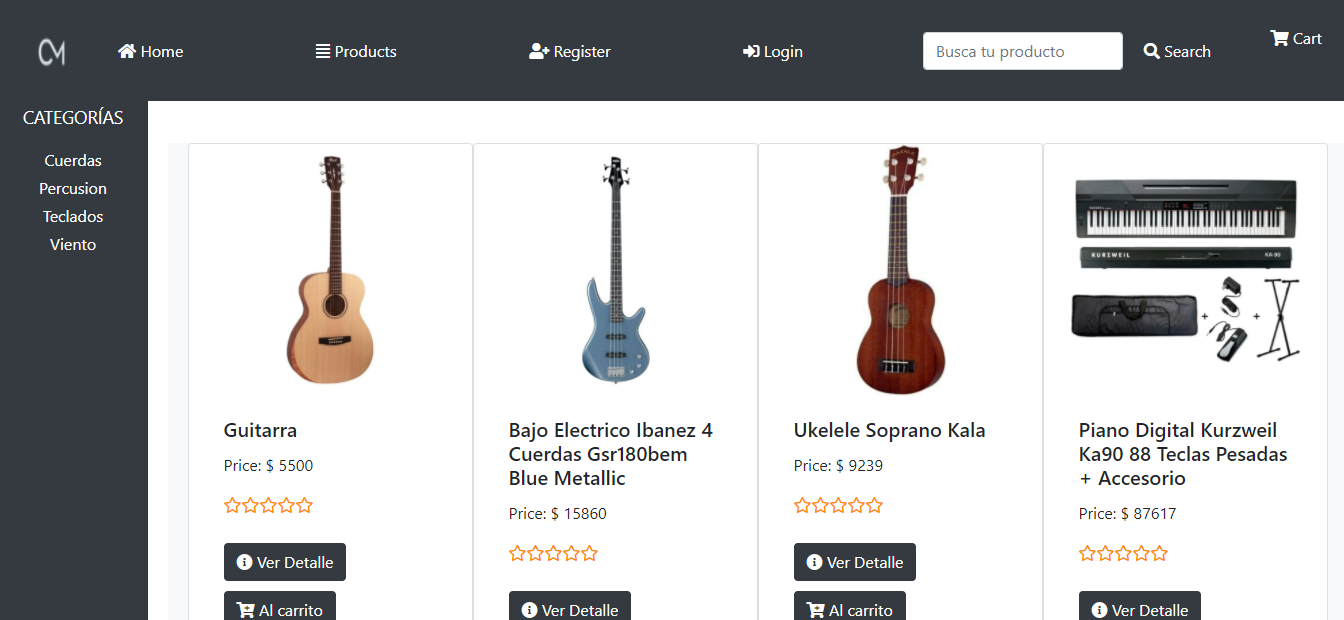 CM
Home
Products
Register
Login
Busca tu producto
Search
Cart
CATEGORÍAS
Cuerdas
Percusion
Teclados
Viento
KURZWEIL
KA-90
Guitarra
Price: $ 5500
Ver Detalle
Al carrito
Bajo Electrico Ibanez 4
Cuerdas Gsr180bem
Blue Metallic
Price: $ 15860
Ver Detalle
KALA
Ukelele Soprano Kala
Price: $ 9239
Ver Detalle
Al carrito
Piano Digital Kurzweil
Ka90 88 Teclas Pesadas
+ Accesorio
Price: $ 87617
Ver Detalle